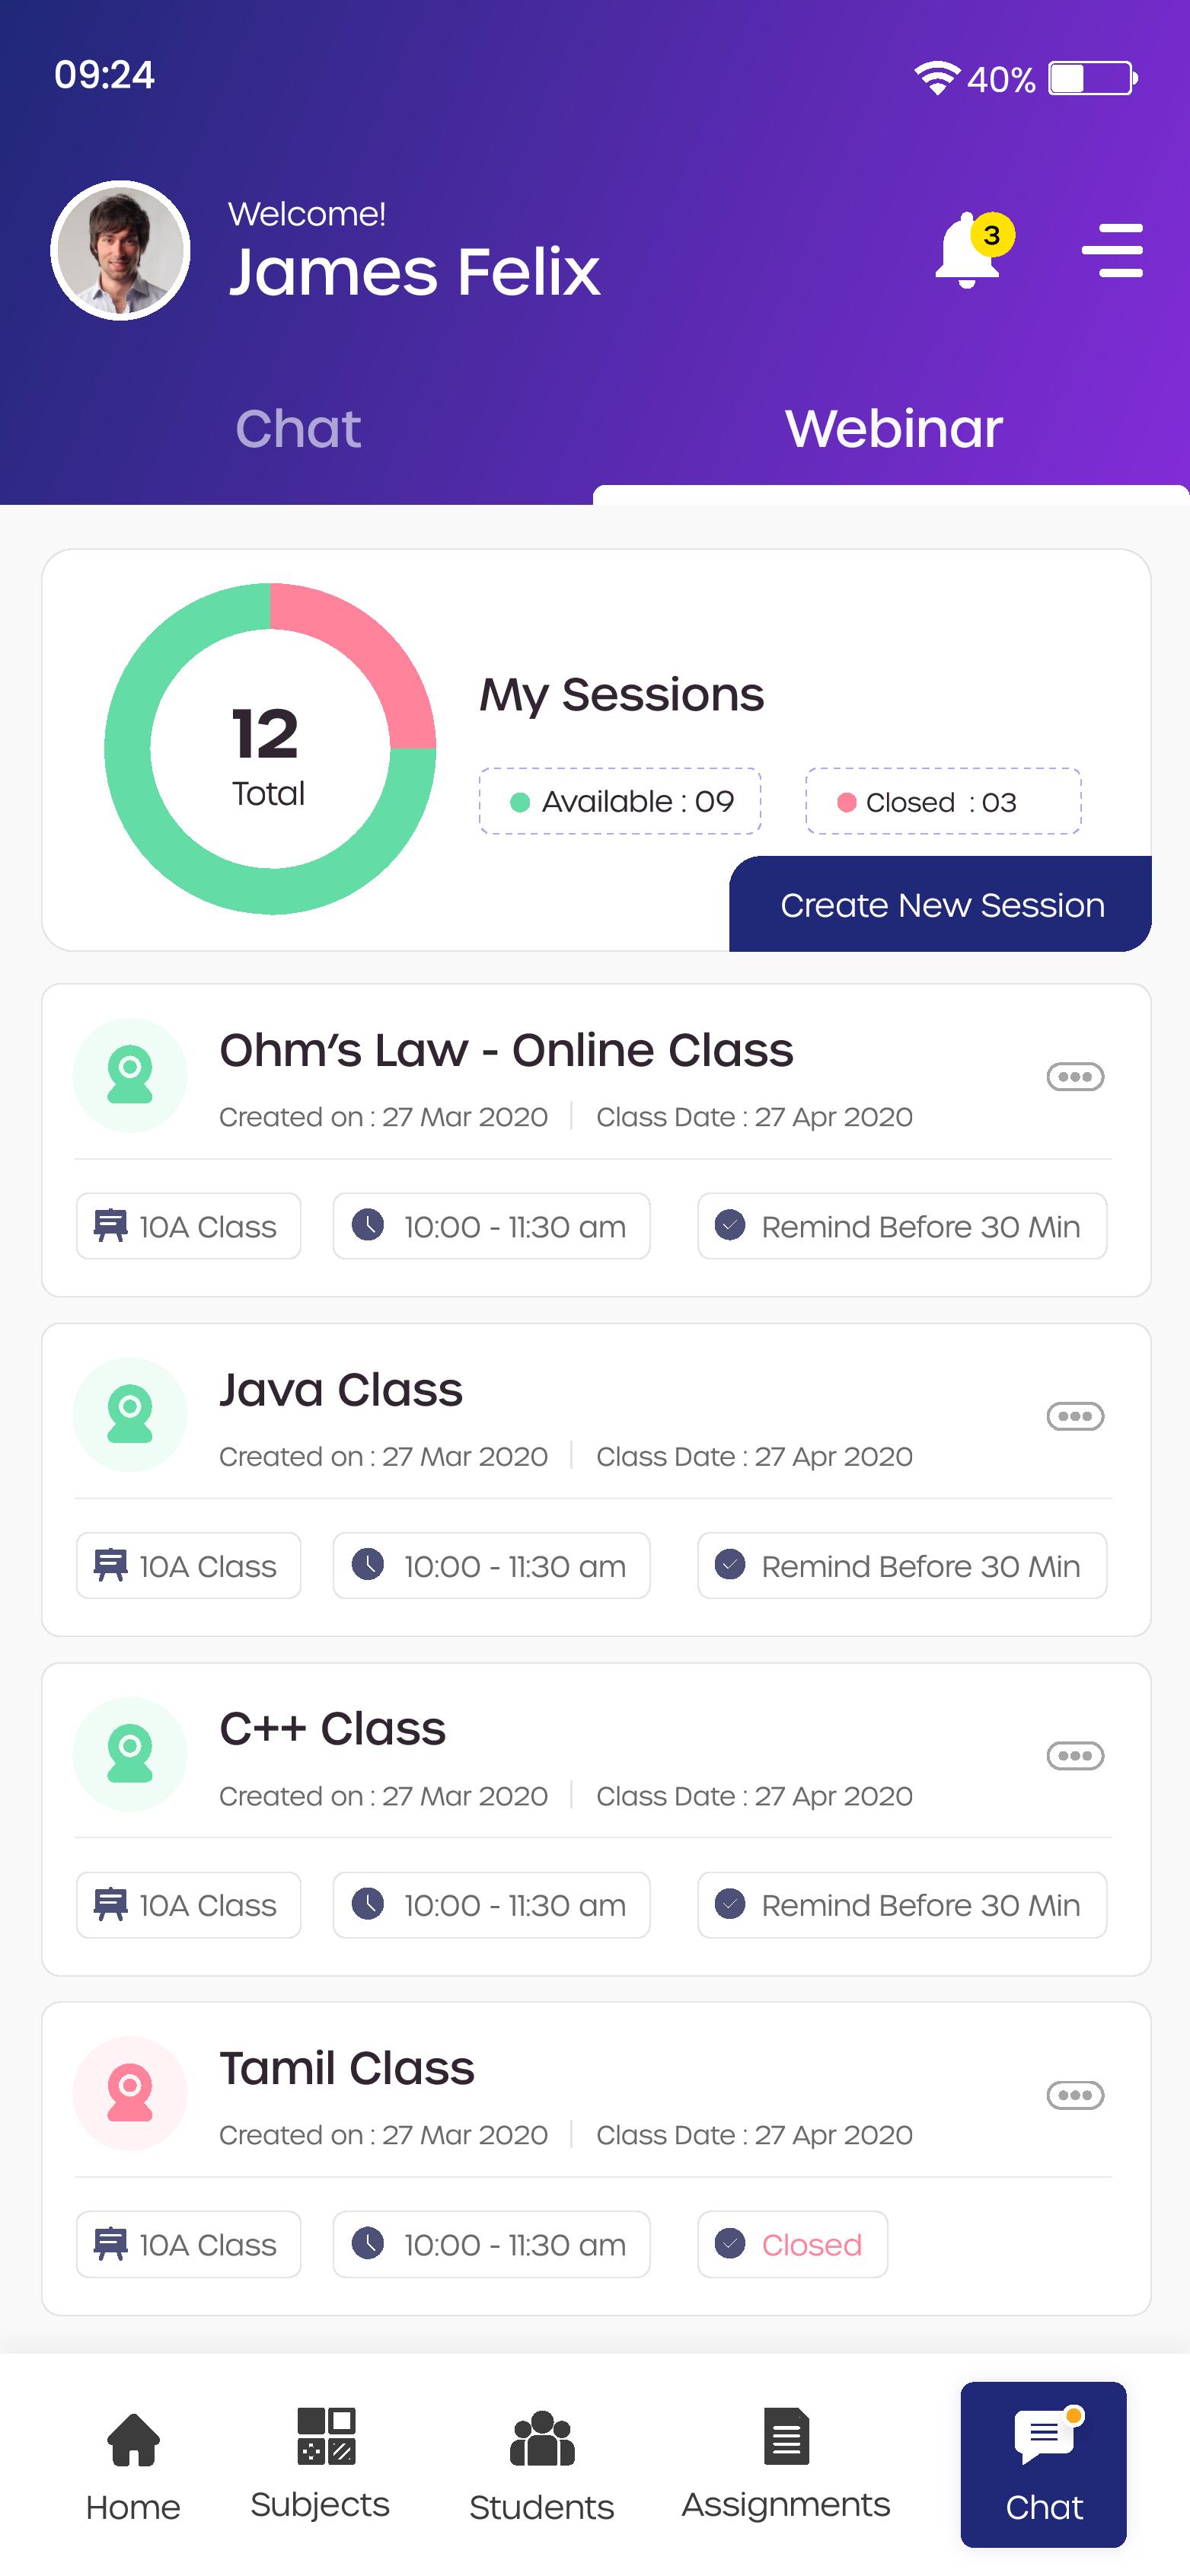 09:24
40%
Welcome!
James Felix
3
Chat
Webinar
12
Total
My Sessions
Available : 09
Closed : 03
Create New Session
Ohm's Law - Online Class
Created on : 27 Mar 2020
Class Date : 27 Apr 2020
10A Class
10:00 - 11:30 am
Remind Before 30 Min
Java Class
Created on : 27 Mar 2020
Class Date : 27 Apr 2020
10A Class
10:00 - 11:30 am
Remind Before 30 Min
C++ Class
Created on : 27 Mar 2020
Class Date : 27 Apr 2020
10A Class
10:00 - 11:30 am
Remind Before 30 Min
Tamil Class
Created on : 27 Mar 2020
Class Date : 27 Apr 2020
10A Class
10:00 - 11:30 am
Closed
Home
Subjects
Students
Assignments
Chat